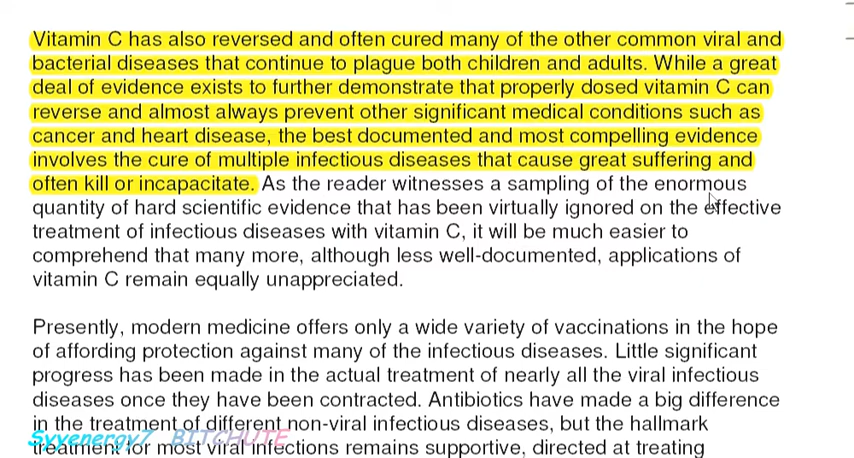 Vitamin C has also reversed and often cured many of the other common viral and
bacterial diseases that continue to plague both children and adults. While a great
deal of evidence exists to further demonstrate that properly dosed vitamin C can
reverse and almost always prevent other significant medical conditions such as
cancer and heart disease, the best documented and most compelling evidence
involves the cure of multiple infectious diseases that cause great suffering and
often kill or incapacitate. As the reader witnesses a sampling of the enormous
quantity of hard scientific evidence that has been virtually ignored on the effective
treatment of infectious diseases with vitamin C, it will be much easier to
comprehend that many more, although less well-documented, applications of
vitamin C remain equally unappreciated.
Presently, modern medicine offers only a wide variety of vaccinations in the hope
of affording protection against many of the infectious diseases. Little significant
progress has been made in the actual treatment of nearly all the viral infectious
diseases once they have been contracted. Antibiotics have made a big difference
in the treatment of different non-viral infectious diseases, but the hallmark
Syyenergy7 BITCHUTE
treatment for most viral infections remains supportive, directed at treating